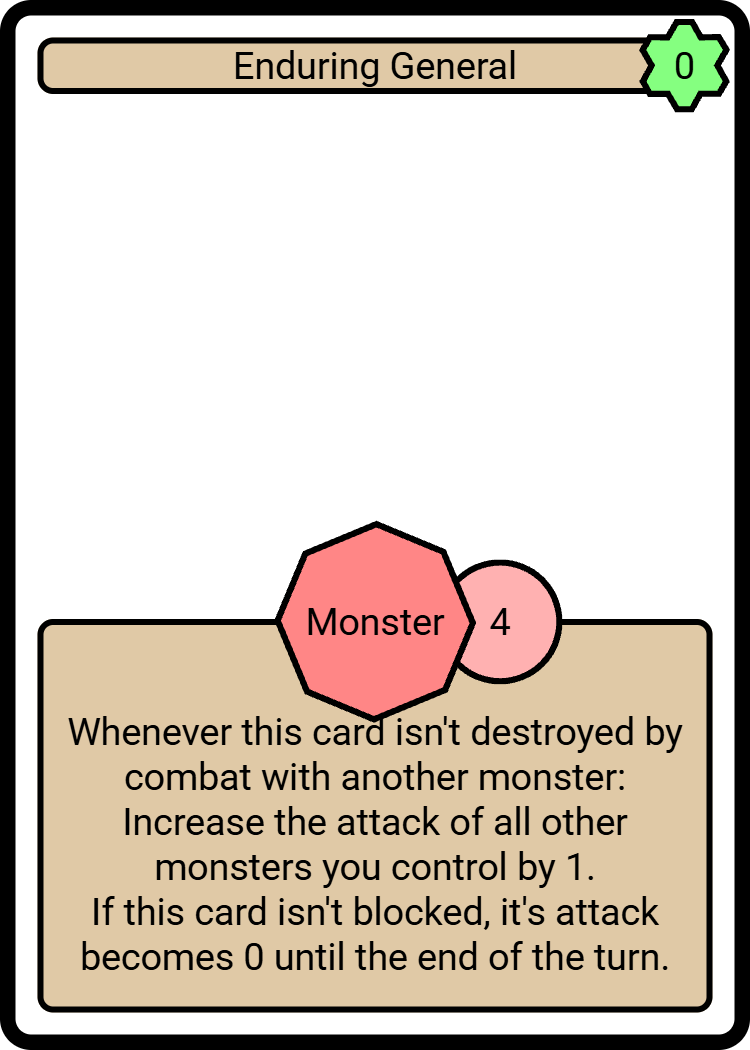 Enduring General
0
Monster
4
Whenever this card isn't destroyed by
combat with another monster:
Increase the attack of all other
monsters you control by 1.
If this card isn't blocked, it's attack
becomes 0 until the end of the turn.